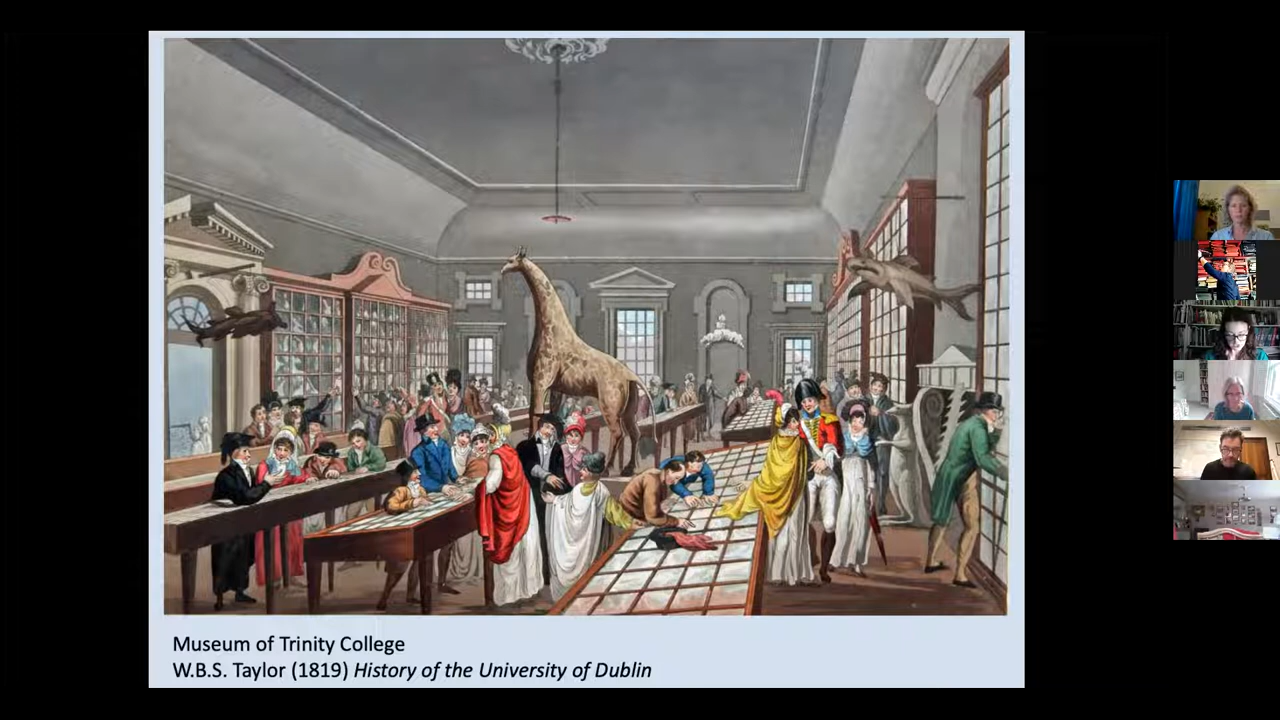 Museum of Trinity College
W.B.S. Taylor (1819) History of the University of Dublin